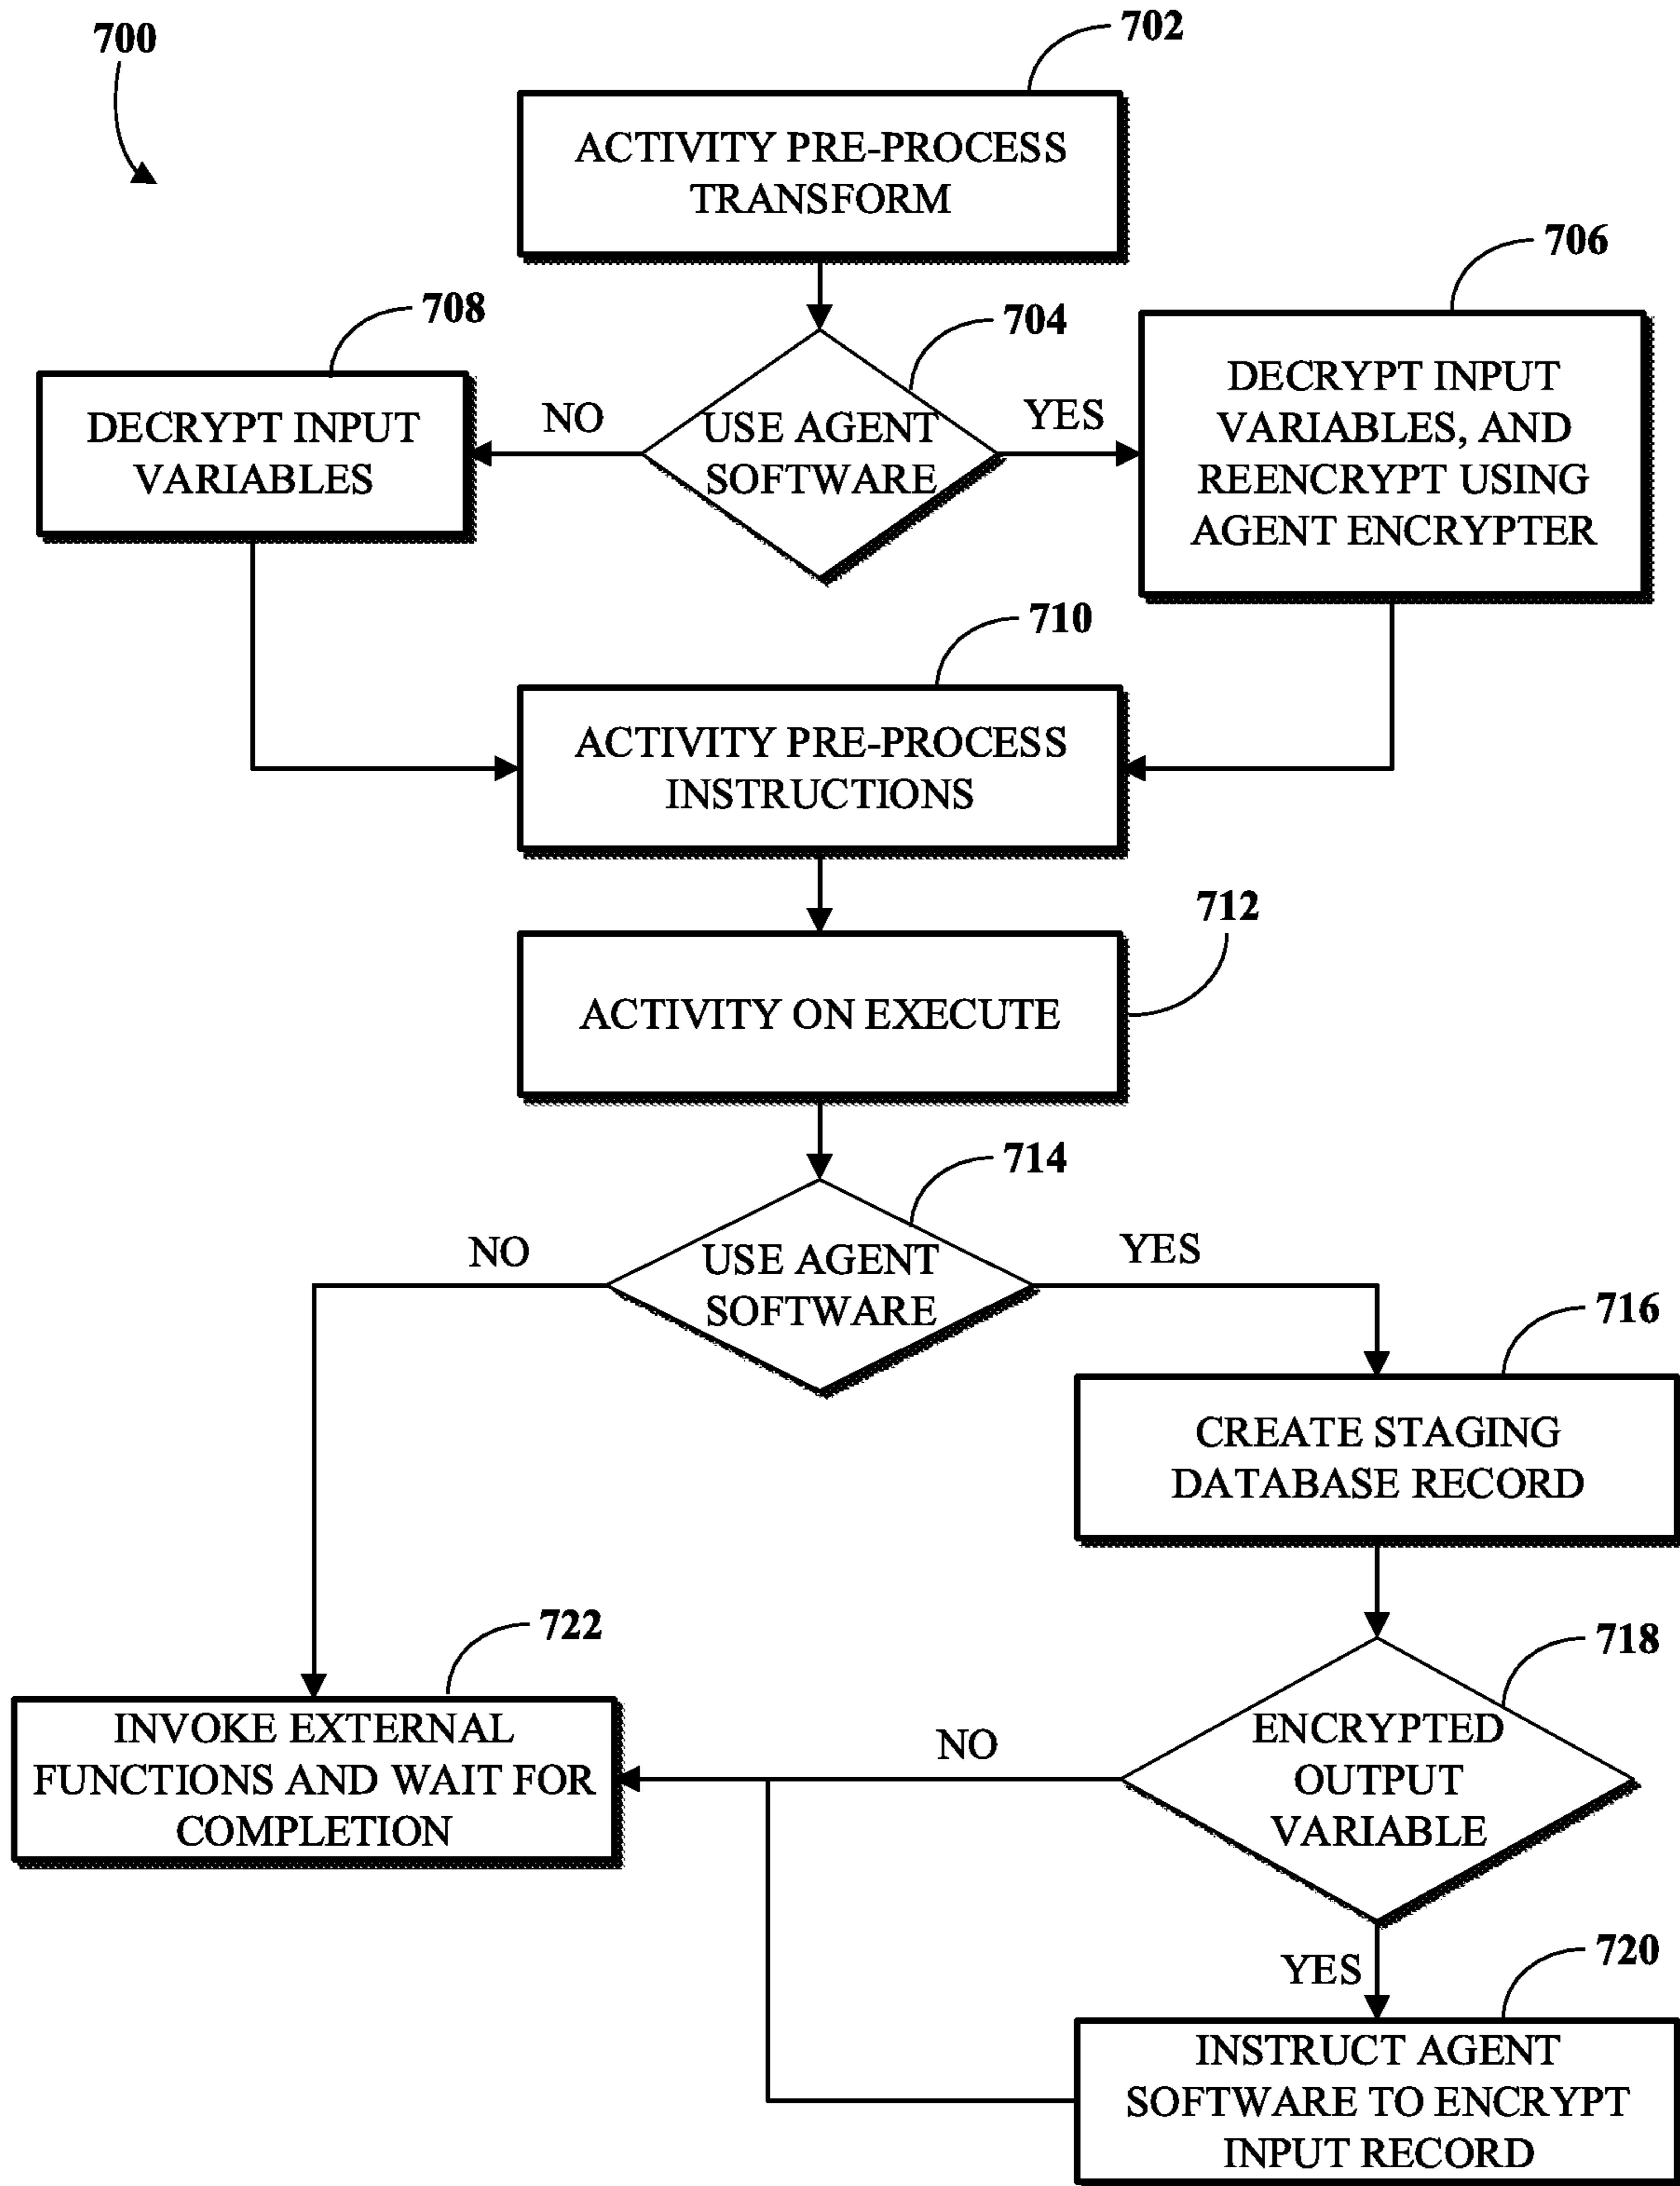 700
702
ACTIVITY PRE-PROCESS
TRANSFORM
706
708
704
DECRYPT INPUT
VARIABLES
NO
USE AGENT
SOFTWARE
YES
DECRYPT INPUT
VARIABLES, AND
REENCRYPT USING
AGENT ENCRYPTER
710
ACTIVITY PRE-PROCESS
INSTRUCTIONS
712
ACTIVITY ON EXECUTE
714
NO
USE AGENT
SOFTWARE
YES
716
CREATE STAGING
DATABASE RECORD
722
718
INVOKE EXTERNAL
FUNCTIONS AND WAIT FOR
COMPLETION
NO
ENCRYPTED
OUTPUT
VARIABLE
YES
720
INSTRUCT AGENT
SOFTWARE TO ENCRYPT
INPUT RECORD